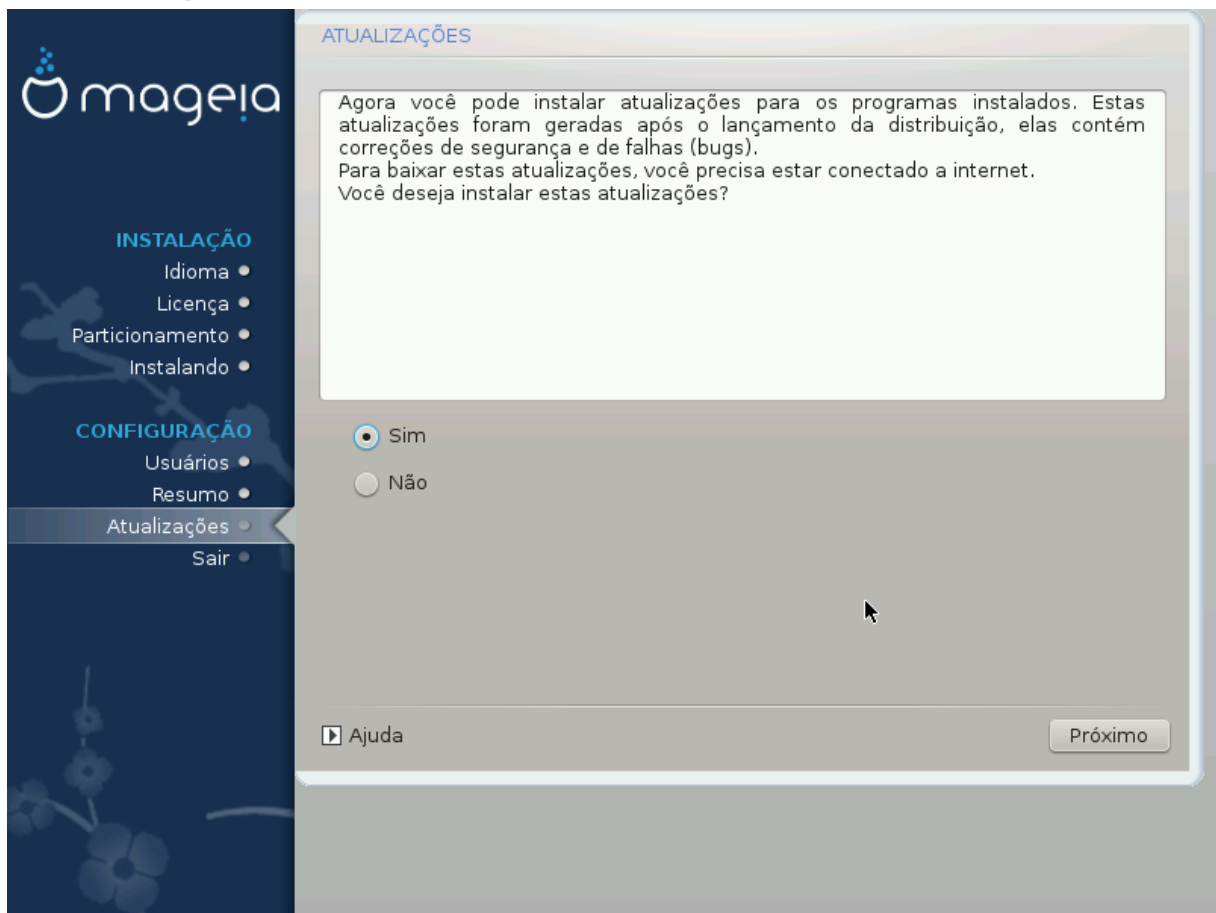 mageia
INSTALAÇÃO
Idioma
Licença
Particionamento
Instalando
CONFIGURAÇÃO
Usuários
Resumo
Atualizações
Sair
ATUALIZAÇÕES
Agora você pode instalar atualizações para os programas instalados. Estas
atualizações foram geradas após o lançamento da distribuição, elas contém
correções de segurança e de falhas (bugs).
Para baixar estas atualizações, você precisa estar conectado a internet.
Você deseja instalar estas atualizações?
Sim
Não
Ajuda
Próximo